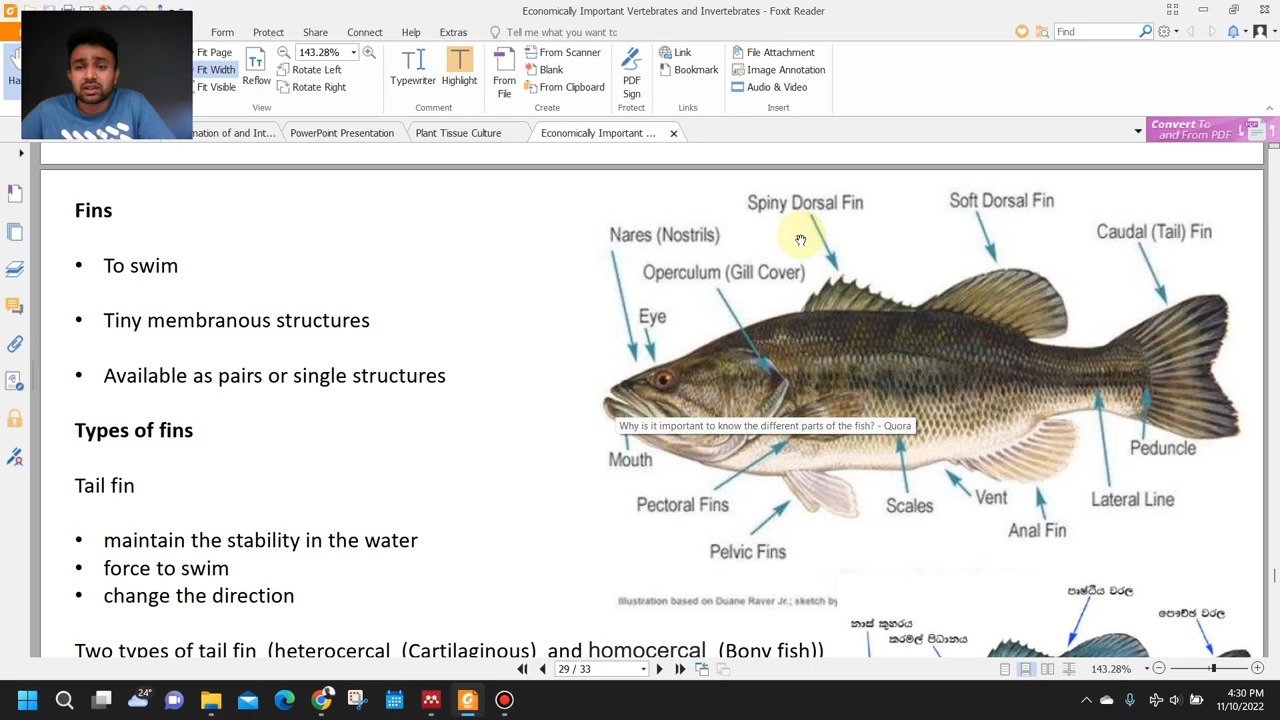 Economically Important Vertebrates and Invertebrates - Foxit Reader
Form
Protect
Share
Connect
Help
Extras
Tell me what you want to do
Find
Fit Page
Fit Width
Fit Visible
Reflow
143.28%
Rotate Left
Rotate Right
View
Typewriter
Highlight
Comment
From File
From Scanner
Blank
From Clipboard
Create
PDF Sign
Protect
Link
Bookmark
Links
File Attachment
Image Annotation
Audio & Video
Insert
PowerPoint Presentation
Plant Tissue Culture
Economically Important ...
Convert To
and From PDF
Fins
• To swim
• Tiny membranous structures
• Available as pairs or single structures
Types of fins
Tail fin
• maintain the stability in the water
• force to swim
• change the direction
Two types of tail fin (heterocercal (Cartilaginous) and homocercal (Bony fish))
Spiny Dorsal Fin
Soft Dorsal Fin
Nares (Nostrils)
Caudal (Tail) Fin
Operculum (Gill Cover)
Eye
Why is it important to know the different parts of the fish? - Quora
Mouth
Peduncle
Pectoral Fins
Scales
Vent
Lateral Line
Anal Fin
Pelvic Fins
Illustration based on Duane Raver Jr.; sketch by
පෘෂ්ඨීය වරල
පෞච්ඡ වරල
නාස් කුහරය
කරමල් පිධානය
29 / 33
143.28%
24°
4:30 PM
11/10/2022